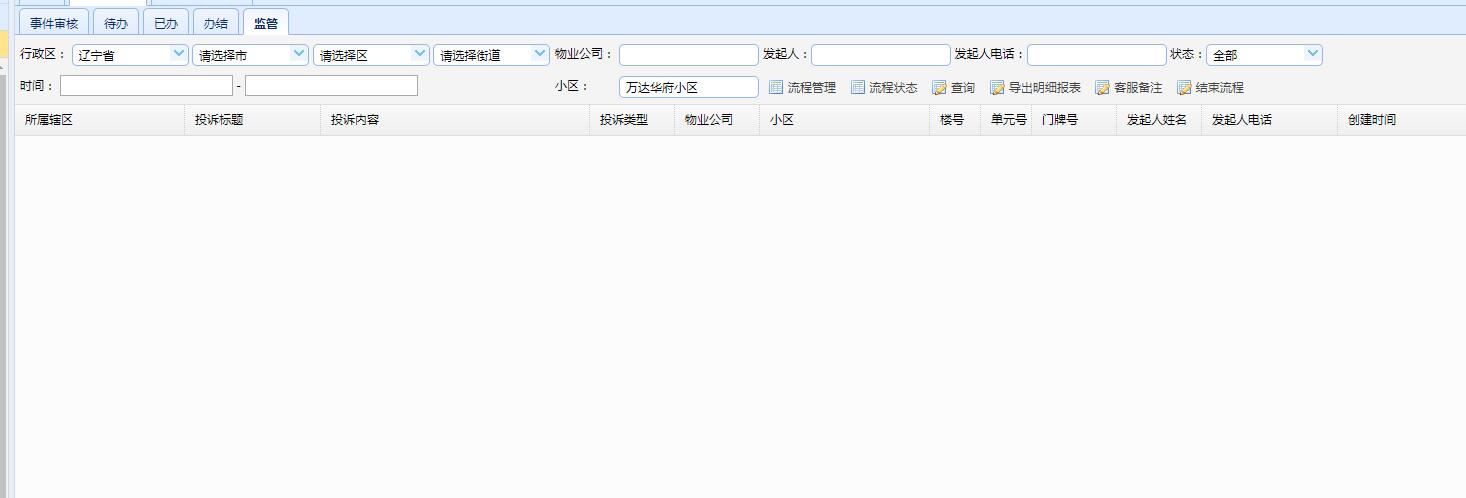 事件审核 待办 已办 办结 监管
行政区： 辽宁省 请选择市 请选择区 请选择街道 物业公司： 发起人： 发起人电话： 状态： 全部
时间： - 小区： 万达华府小区 流程管理 流程状态 查询 导出明细报表 客服备注 结束流程
所属辖区 投诉标题 投诉内容 投诉类型 物业公司 小区 楼号 单元号 门牌号 发起人姓名 发起人电话 创建时间